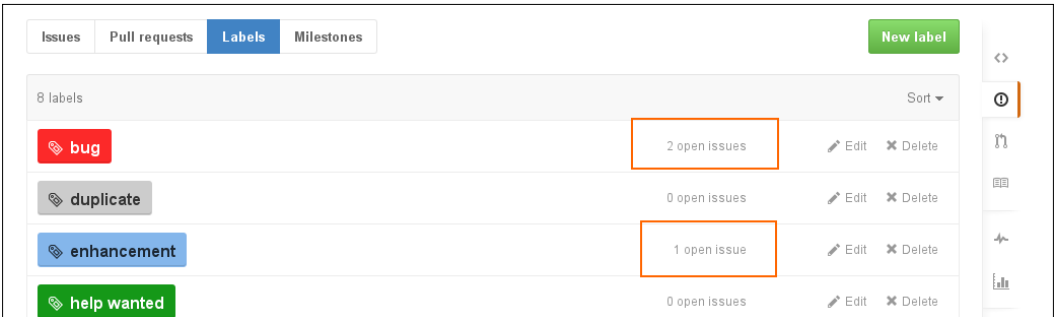 Issues Pull requests Labels Milestones New label
8 labels Sort
bug 2 open issues Edit Delete
duplicate 0 open issues Edit Delete
enhancement 1 open issue Edit Delete
help wanted 0 open issues Edit Delete